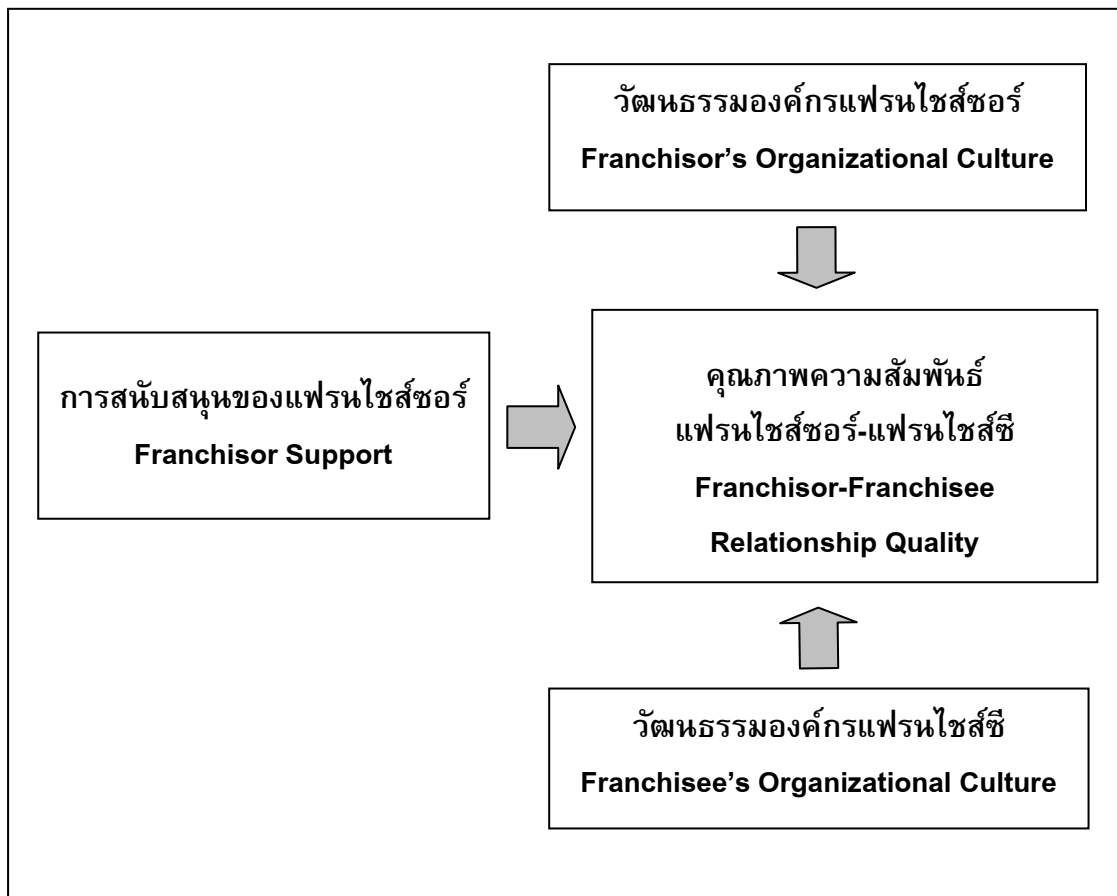 วัฒนธรรมองค์กรแฟรนไชส์ซอร์
Franchisor’s Organizational Culture
การสนับสนุนของแฟรนไชส์ซอร์
Franchisor Support
คุณภาพความสัมพันธ์
แฟรนไชส์ซอร์-แฟรนไชส์ซี
Franchisor-Franchisee
Relationship Quality
วัฒนธรรมองค์กรแฟรนไชส์ซี
Franchisee’s Organizational Culture